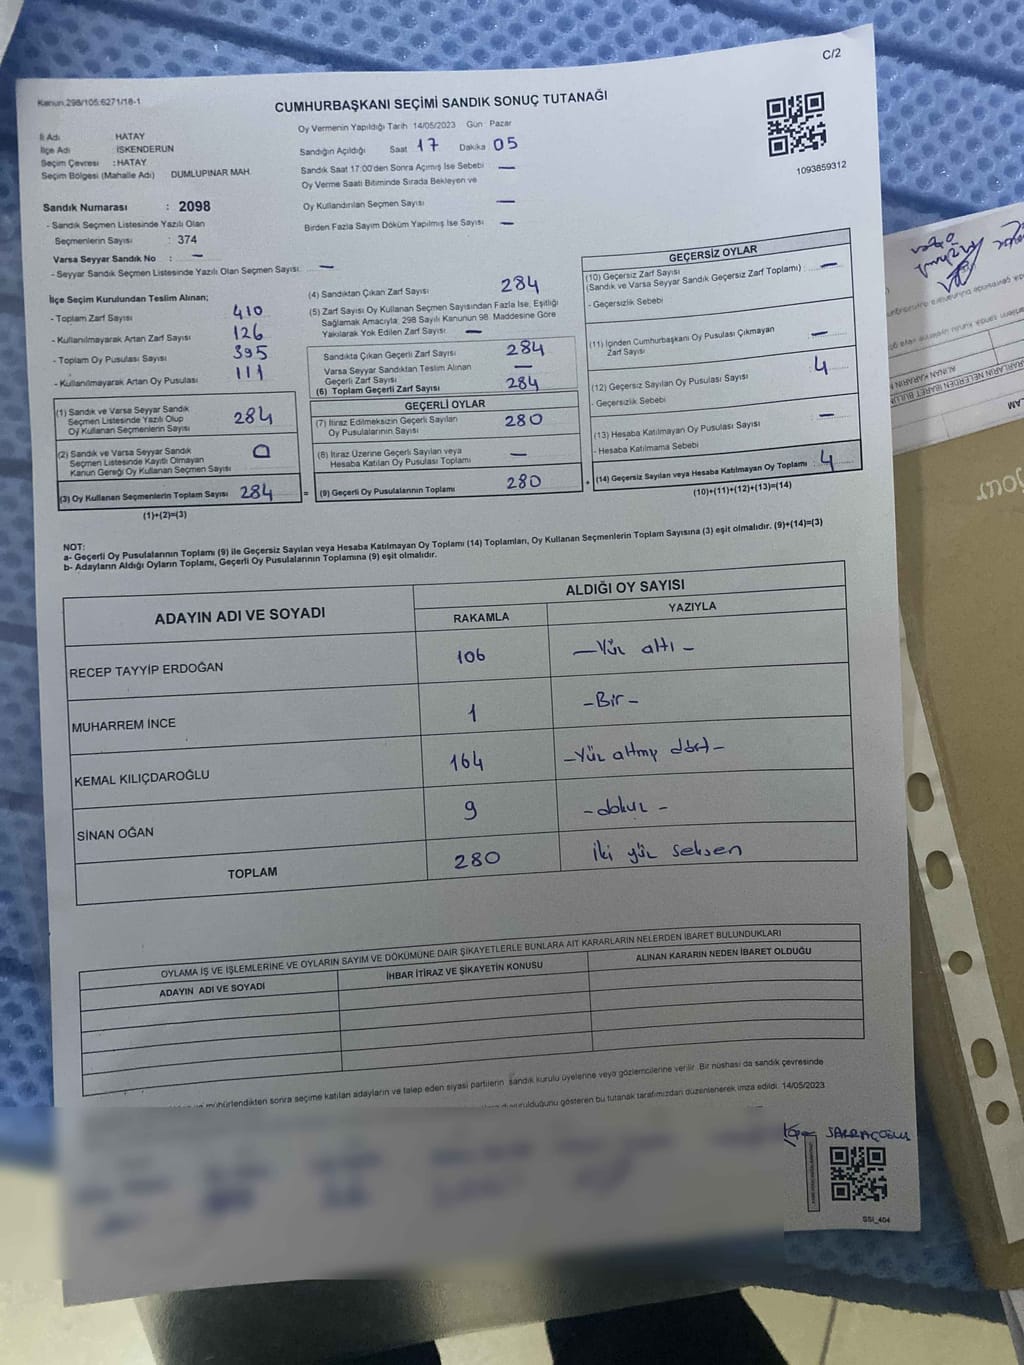 C/2
Kanun.298/105:6271/18-1
CUMHURBAŞKANI SEÇİMİ SANDIK SONUÇ TUTANAĞI
İl Adı HATAY
İlçe Adı İSKENDERUN
Seçim Çevresi :HATAY
Seçim Bölgesi (Mahalle Adı) DUMLUPINAR MAH.
Oy Vermenin Yapıldığı Tarih 14/05/2023 Gün Pazar
Sandığın Açıldığı Saat 17 Dakika 05
Sandık Saat 17:00'den Sonra Açımış İse Sebebi —
Oy Verme Saati Bitiminde Sırada Bekleyen ve
Oy Kullandırılan Seçmen Sayısı —
Birden Fazla Sayım Döküm Yapılmış İse Sayısı —
1093859312
Sandık Numarası : 2098
- Sandık Seçmen Listesinde Yazılı Olan
Seçmenlerin Sayısı : 374
Varsa Seyyar Sandık No : —
- Seyyar Sandık Seçmen Listesinde Yazılı Olan Seçmen Sayısı: —
İlçe Seçim Kurulundan Teslim Alınan;
- Toplam Zarf Sayısı 410
- Kullanılmayarak Artan Zarf Sayısı 126
- Toplam Oy Pusulası Sayısı 395
- Kullanılmayarak Artan Oy Pusulası 111
(1) Sandık ve Varsa Seyyar Sandık
Seçmen Listesinde Yazılı Olup
Oy Kullanan Seçmenlerin Sayısı 284
(2) Sandık ve Varsa Seyyar Sandık
Seçmen Listesinde Kayıtlı Olmayan
Kanun Gereği Oy Kullanan Seçmen Sayısı 0
(3) Oy Kullanan Seçmenlerin Toplam Sayısı 284 =
(1)+(2)=(3)
(4) Sandıktan Çıkan Zarf Sayısı 284
(5) Zarf Sayısı Oy Kullanan Seçmen Sayısından Fazla İse, Eşitliği
Sağlamak Amacıyla, 298 Sayılı Kanunun 98. Maddesine Göre
Yakılarak Yok Edilen Zarf Sayısı —
Sandıkta Çıkan Geçerli Zarf Sayısı 284
Varsa Seyyar Sandıktan Teslim Alınan
Geçerli Zarf Sayısı —
(6) Toplam Geçerli Zarf Sayısı 284
GEÇERLİ OYLAR
(7) İtiraz Edilmeksizin Geçerli Sayılan
Oy Pusulalarının Sayısı 280
(8) İtiraz Üzerine Geçerli Sayılan veya
Hesaba Katılan Oy Pusulası Toplamı —
(9) Geçerli Oy Pusulalarının Toplamı 280 +
GEÇERSİZ OYLAR
(10) Geçersiz Zarf Sayısı
(Sandık ve Varsa Seyyar Sandık Geçersiz Zarf Toplamı) : —
- Geçersizlik Sebebi
(11) İçinden Cumhurbaşkanı Oy Pusulası Çıkmayan
Zarf Sayısı —
(12) Geçersiz Sayılan Oy Pusulası Sayısı 4
- Geçersizlik Sebebi
(13) Hesaba Katılmayan Oy Pusulası Sayısı —
- Hesaba Katılmama Sebebi
(14) Geçersiz Sayılan veya Hesaba Katılmayan Oy Toplamı 4
(10)+(11)+(12)+(13)=(14)
NOT:
a- Geçerli Oy Pusulalarının Toplamı (9) ile Geçersiz Sayılan veya Hesaba Katılmayan Oy Toplamı (14) Toplamları, Oy Kullanan Seçmenlerin Toplam Sayısına (3) eşit olmalıdır. (9)+(14)=(3)
b- Adayların Aldığı Oyların Toplamı, Geçerli Oy Pusulalarının Toplamına (9) eşit olmalıdır.
ADAYIN ADI VE SOYADI
ALDIĞI OY SAYISI
RAKAMLA YAZIYLA
RECEP TAYYİP ERDOĞAN 106 —Yüz altı—
MUHARREM İNCE 1 -Bir-
KEMAL KILIÇDAROĞLU 164 -Yüz altmış dört-
SİNAN OĞAN 9 -dokuz-
TOPLAM 280 İki yüz seksen
OYLAMA İŞ VE İŞLEMLERİNE VE OYLARIN SAYIM VE DÖKÜMÜNE DAİR ŞİKAYETLERLE BUNLARA AİT KARARLARIN NELERDEN İBARET BULUNDUKLARI
ADAYIN ADI VE SOYADI İHBAR İTİRAZ VE ŞİKAYETİN KONUSU ALINAN KARARIN NEDEN İBARET OLDUĞU
mühürlendikten sonra seçime katılan adayların ve talep eden siyasi partilerin sandık kurulu üyelerine veya gözlemcilerine verilir. Bir nüshası da sandık çevresinde
gösteren bu tutanak tarafımızdan düzenlenerek imza edildi. 14/05/2023
SSI_404